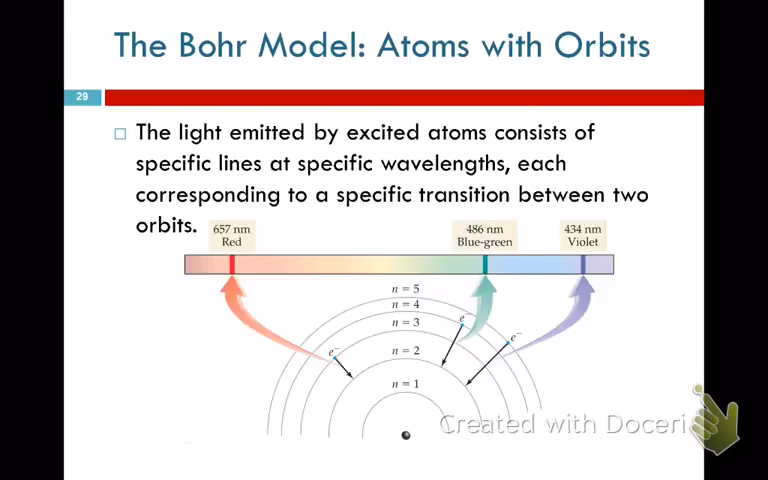 The Bohr Model: Atoms with Orbits
29
The light emitted by excited atoms consists of
specific lines at specific wavelengths, each
corresponding to a specific transition between two
orbits.
657 nm
Red
486 nm
Blue-green
434 nm
Violet
n = 5
n = 4
n = 3
n = 2
n = 1
e⁻
e⁻
e⁻
Created with Doceri